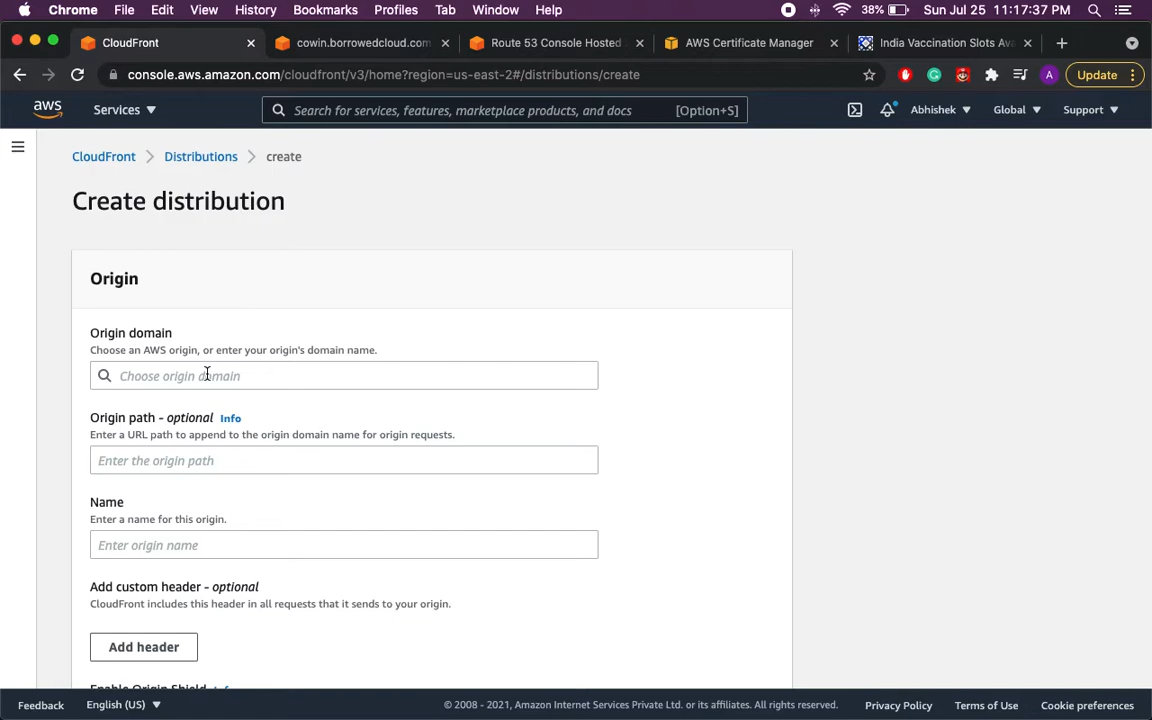 Chrome File Edit View History Bookmarks Profiles Tab Window Help 38% Sun Jul 25 11:17:37 PM
CloudFront cowin.borrowedcloud.com Route 53 Console Hosted AWS Certificate Manager India Vaccination Slots Ava
console.aws.amazon.com/cloudfront/v3/home?region=us-east-2#/distributions/create A Update
aws Services Search for services, features, marketplace products, and docs [Option+S] Abhishek Global Support
CloudFront Distributions create
Create distribution
Origin
Origin domain
Choose an AWS origin, or enter your origin's domain name.
Choose origin domain
Origin path - optional Info
Enter a URL path to append to the origin domain name for origin requests.
Enter the origin path
Name
Enter a name for this origin.
Enter origin name
Add custom header - optional
CloudFront includes this header in all requests that it sends to your origin.
Add header
Enable Origin Shield Info
Feedback English (US) © 2008 - 2021, Amazon Internet Services Private Ltd. or its affiliates. All rights reserved. Privacy Policy Terms of Use Cookie preferences